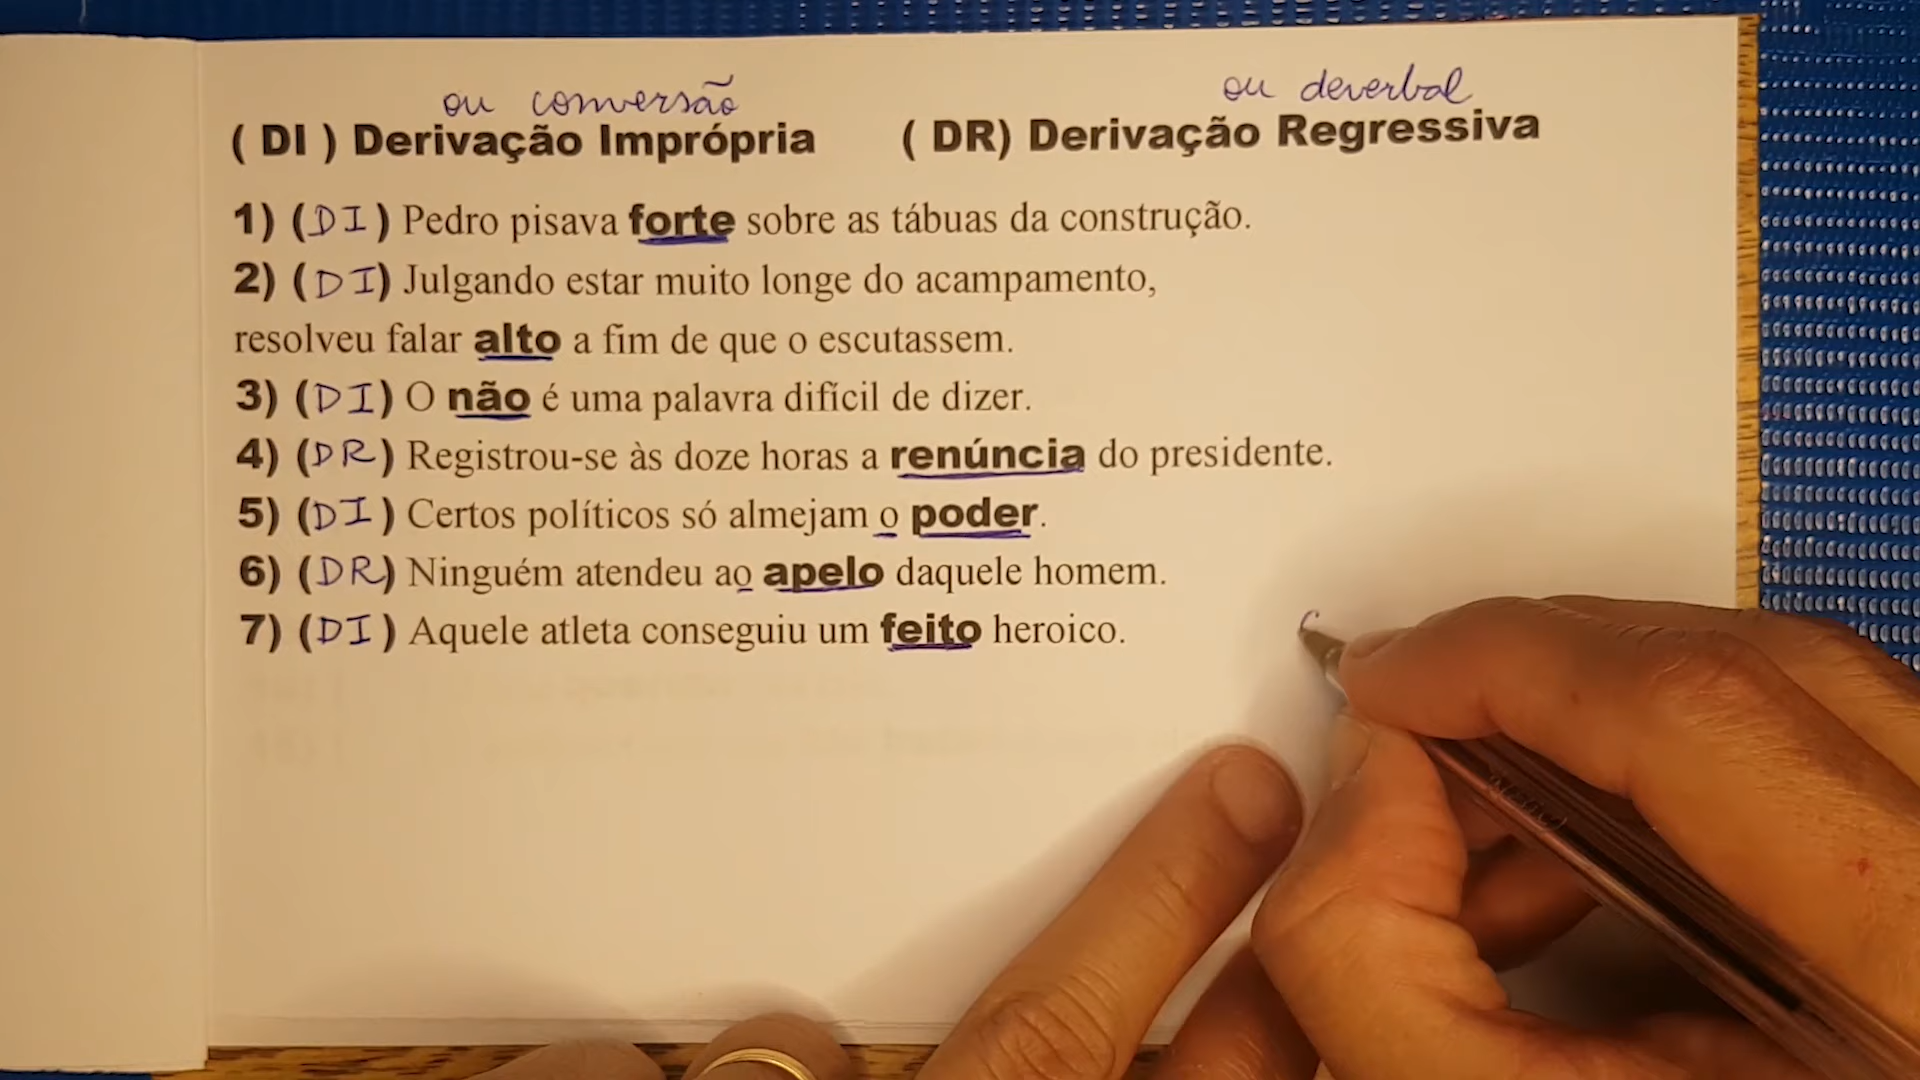 ou conversão ou deverbal
( DI ) Derivação Imprópria ( DR) Derivação Regressiva
1) (DI) Pedro pisava forte sobre as tábuas da construção.
2) (DI) Julgando estar muito longe do acampamento,
resolveu falar alto a fim de que o escutassem.
3) (DI) O não é uma palavra difícil de dizer.
4) (DR) Registrou-se às doze horas a renúncia do presidente.
5) (DI) Certos políticos só almejam o poder.
6) (DR) Ninguém atendeu ao apelo daquele homem.
7) (DI) Aquele atleta conseguiu um feito heroico.